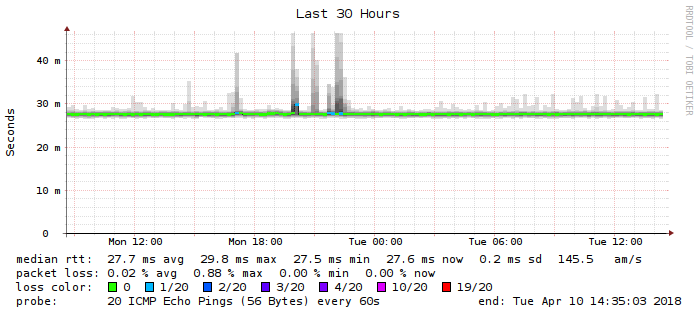 Last 30 Hours
RRDTOOL / TOBI OETIKER
Seconds
40 m
30 m
20 m
10 m
0
Mon 12:00 Mon 18:00 Tue 00:00 Tue 06:00 Tue 12:00
median rtt: 27.7 ms avg 29.8 ms max 27.5 ms min 27.6 ms now 0.2 ms sd 145.5 am/s
packet loss: 0.02 % avg 0.88 % max 0.00 % min 0.00 % now
loss color: 0 1/20 2/20 3/20 4/20 10/20 19/20
probe: 20 ICMP Echo Pings (56 Bytes) every 60s end: Tue Apr 10 14:35:03 2018